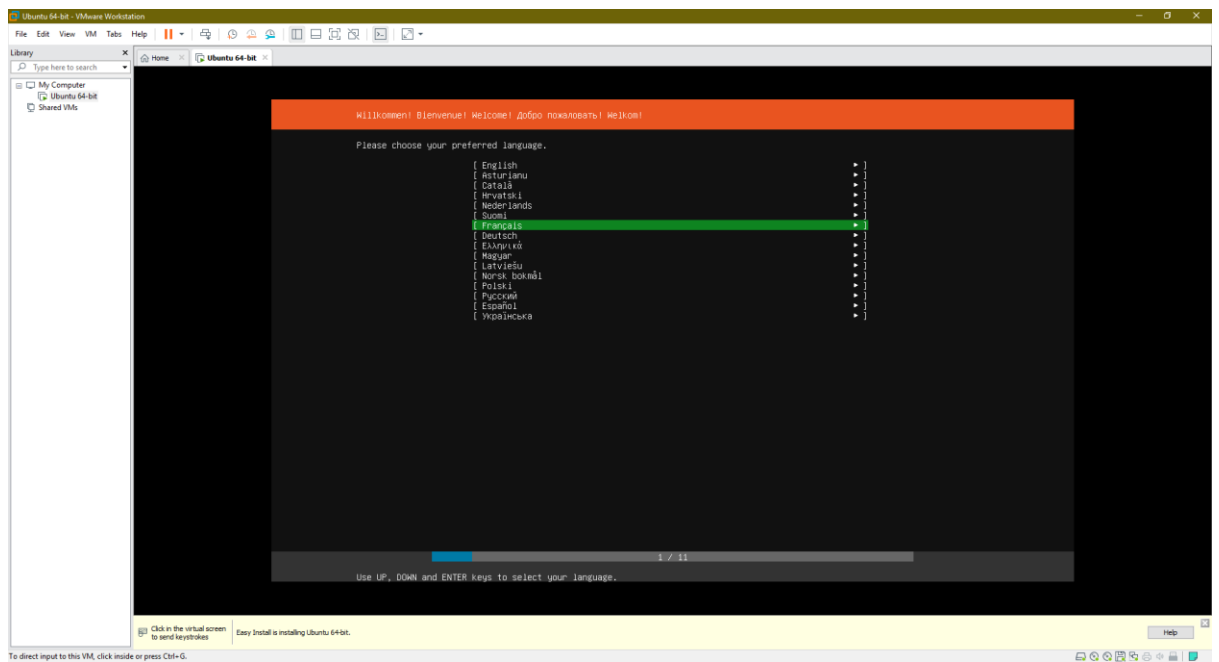 Ubuntu 64-bit - VMware Workstation
File Edit View VM Tabs Help
Library
Type here to search
My Computer
Ubuntu 64-bit
Shared VMs
Home
Ubuntu 64-bit
Willkommen! Bienvenue! Welcome! Добро пожаловать! Welkom!
Please choose your preferred language.
[ English ► ]
[ Asturianu ► ]
[ Català ► ]
[ Hrvatski ► ]
[ Nederlands ► ]
[ Suomi ► ]
[ Français ► ]
[ Deutsch ► ]
[ Ελληνικά ► ]
[ Magyar ► ]
[ Latviešu ► ]
[ Norsk bokmål ► ]
[ Polski ► ]
[ Русский ► ]
[ Español ► ]
[ Українська ► ]
1 / 11
Use UP, DOWN and ENTER keys to select your language.
Click in the virtual screen
to send keystrokes
Easy Install is installing Ubuntu 64-bit.
Help
To direct input to this VM, click inside or press Ctrl+G.